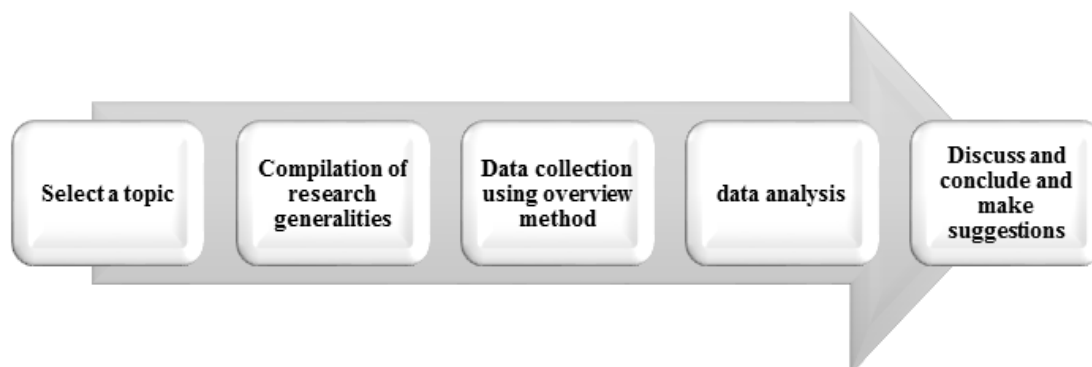 Select a topic
Compilation of
research
generalities
Data collection
using overview
method
data analysis
Discuss and
conclude and
make
suggestions